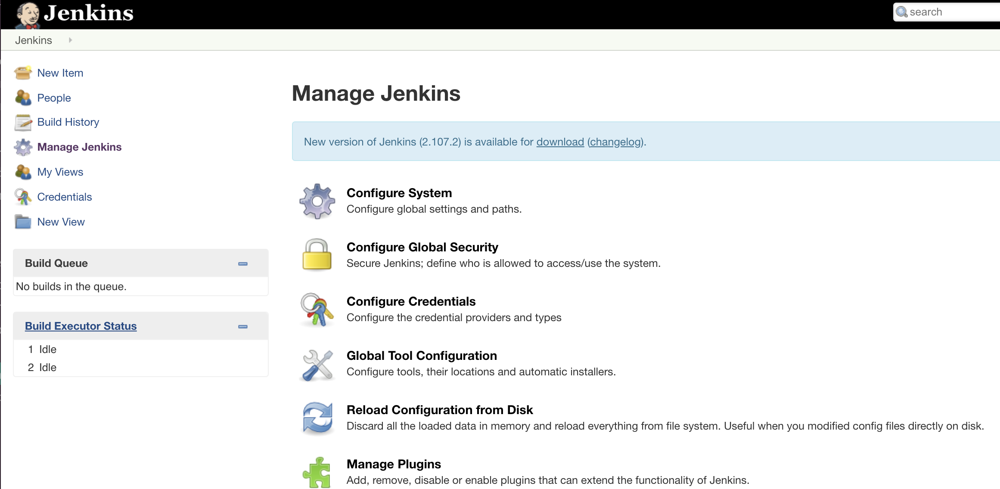 Jenkins
search
Jenkins
New Item
People
Build History
Manage Jenkins
My Views
Credentials
New View
Build Queue
No builds in the queue.
Build Executor Status
1 Idle
2 Idle
Manage Jenkins
New version of Jenkins (2.107.2) is available for download (changelog).
Configure System
Configure global settings and paths.
Configure Global Security
Secure Jenkins; define who is allowed to access/use the system.
Configure Credentials
Configure the credential providers and types
Global Tool Configuration
Configure tools, their locations and automatic installers.
Reload Configuration from Disk
Discard all the loaded data in memory and reload everything from file system. Useful when you modified config files directly on disk.
Manage Plugins
Add, remove, disable or enable plugins that can extend the functionality of Jenkins.